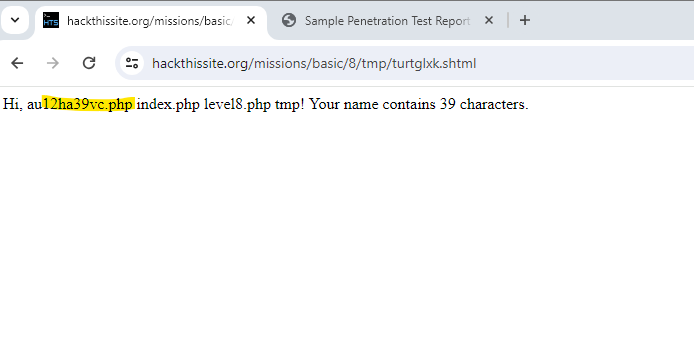 hackthissite.org/missions/basic/
Sample Penetration Test Report
hackthissite.org/missions/basic/8/tmp/turtglxk.shtml
Hi, au12ha39vc.php index.php level8.php tmp! Your name contains 39 characters.